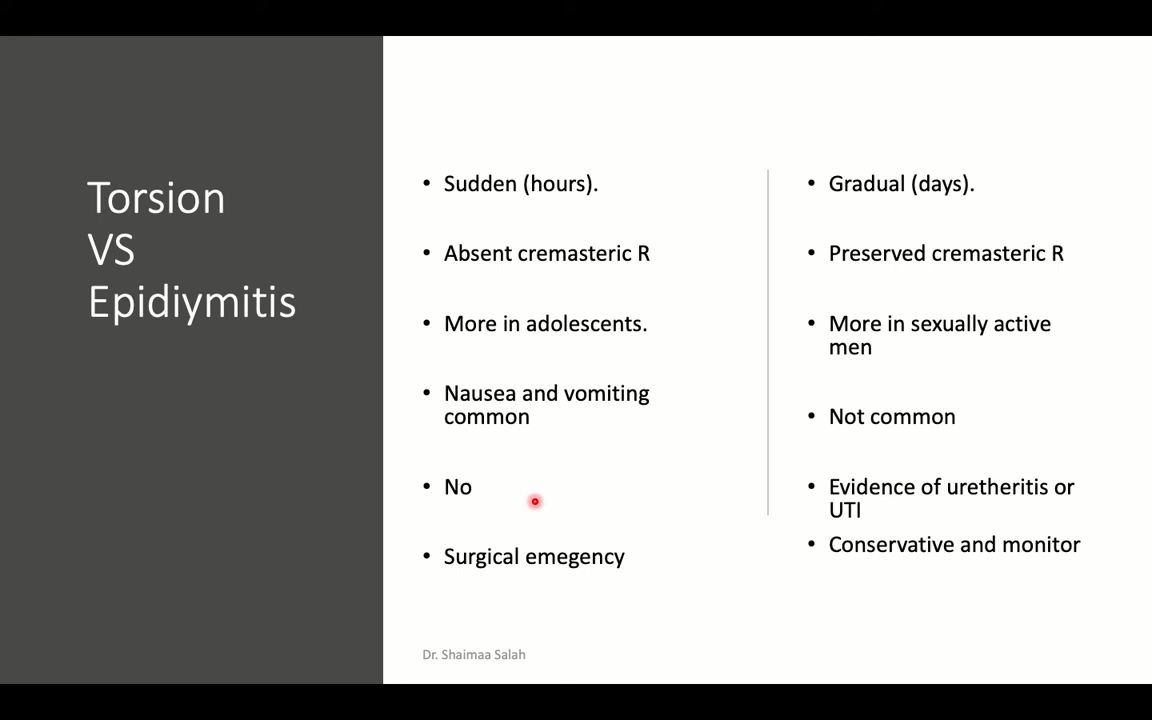 Torsion
VS
Epidiymitis
Sudden (hours).
Absent cremasteric R
More in adolescents.
Nausea and vomiting
common
No
Surgical emegency
Gradual (days).
Preserved cremasteric R
More in sexually active
men
Not common
Evidence of uretheritis or
UTI
Conservative and monitor
Dr. Shaimaa Salah